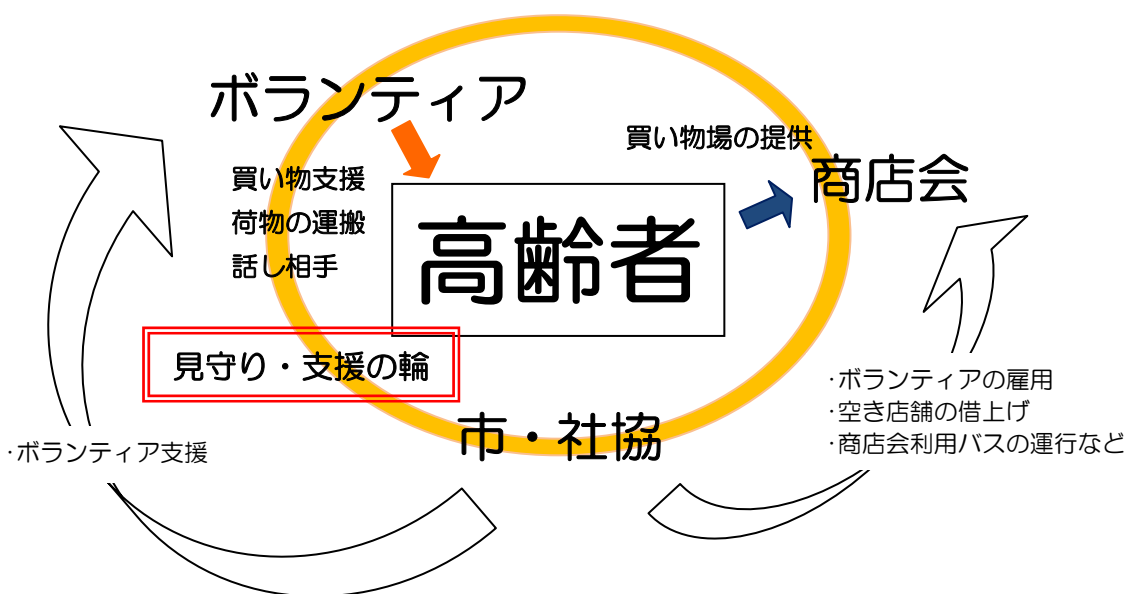 ボランティア
買い物場の提供
商店会
買い物支援
荷物の運搬
話し相手
高齢者
見守り・支援の輪
市・社協
・ボランティアの雇用
・空き店舗の借上げ
・商店会利用バスの運行など
・ボランティア支援